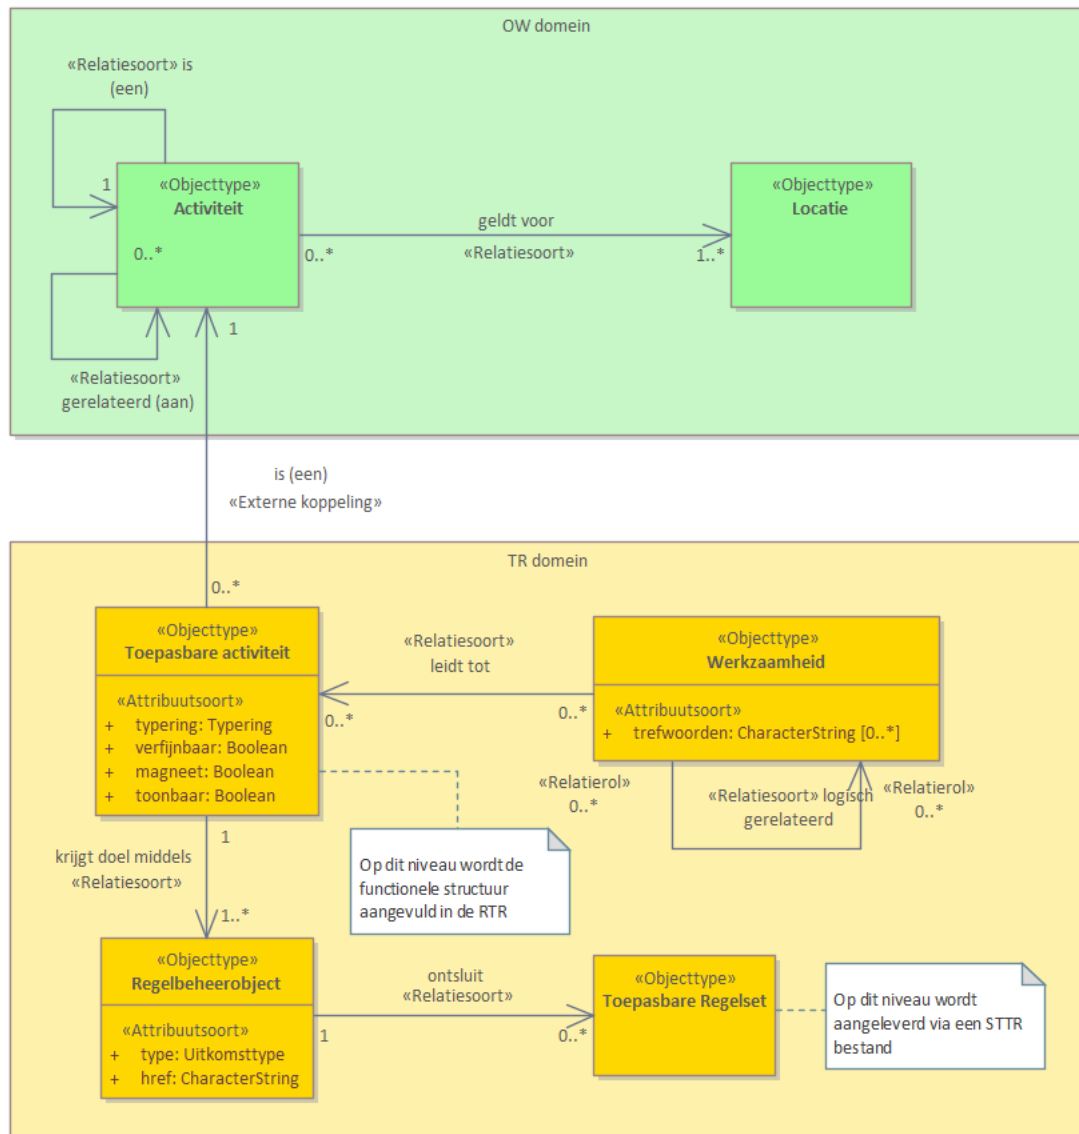 OW domein
«Relatiesoort» is
(een)
1
«Objecttype»
Activiteit
0..*
0..*
geldt voor
«Relatiesoort»
1..*
«Objecttype»
Locatie
1
«Relatiesoort»
gerelateerd (aan)
is (een)
«Externe koppeling»
TR domein
0..*
«Objecttype»
Toepasbare activiteit
«Attribuutsoort»
+ typering: Typering
+ verfijnbaar: Boolean
+ magneet: Boolean
+ toonbaar: Boolean
«Relatiesoort»
leidt tot
0..*
0..*
«Objecttype»
Werkzaamheid
«Attribuutsoort»
+ trefwoorden: CharacterString [0..*]
«Relatierol»
0..*
«Relatiesoort» logisch
gerelateerd
«Relatierol»
0..*
1
krijgt doel middels
«Relatiesoort»
1..*
Op dit niveau wordt de
functionele structuur
aangevuld in de RTR
«Objecttype»
Regelbeheerobject
«Attribuutsoort»
+ type: Uitkomsttype
+ href: CharacterString
ontsluit
«Relatiesoort»
1
0..*
«Objecttype»
Toepasbare Regelset
Op dit niveau wordt
aangeleverd via een STTR
bestand